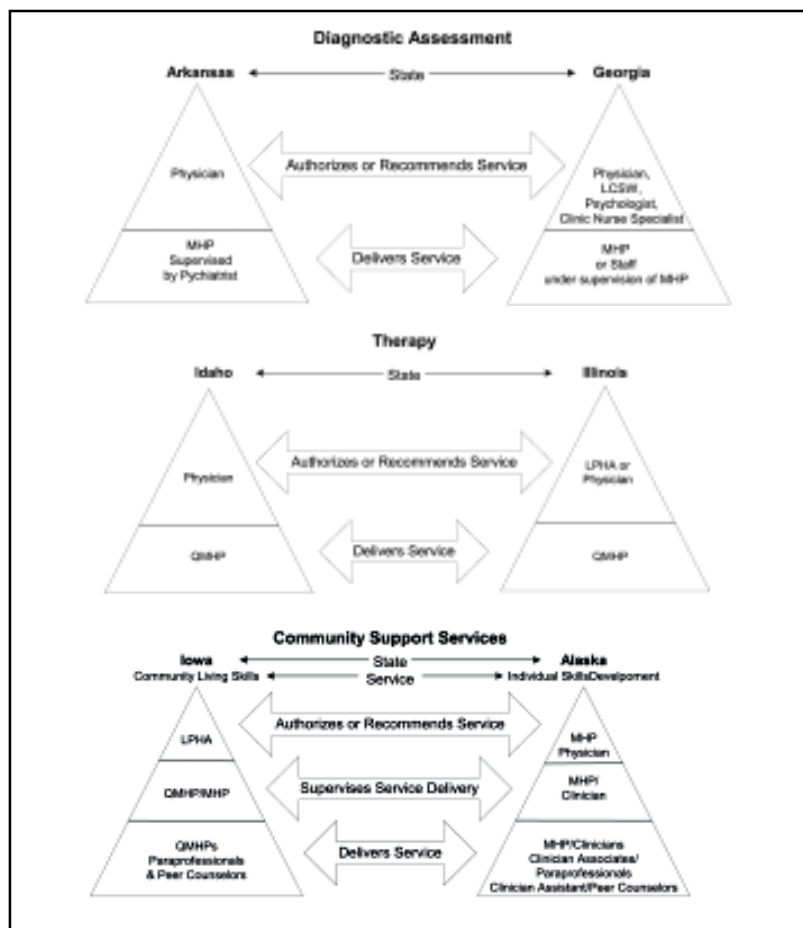 Diagnostic Assessment
Arkansas
State
Georgia
Authorizes or Recommends Service
Physician
Physician,
LCSW,
Psychologist,
Clinic Nurse Specialist
Delivers Service
MHP
Supervised
by Pychiatrist
MHP
or Staff
under supervision of MHP
Therapy
Idaho
State
Illinois
Authorizes or Recommends Service
Physician
LPHA or
Physician
Delivers Service
QMHP
QMHP
Community Support Services
Iowa
State
Alaska
Community Living Skills
Service
Individual SkillsDevelpoment
Authorizes or Recommends Service
LPHA
MHP
Physician
Supervises Service Delivery
QMHP/MHP
MHP/
Clinician
Delivers Service
QMHPs
Paraprofessionals
& Peer Counselors
MHP/Clinicians
Clinician Associates/
Paraprofessionals
Clinician Assistant/Peer Counselors